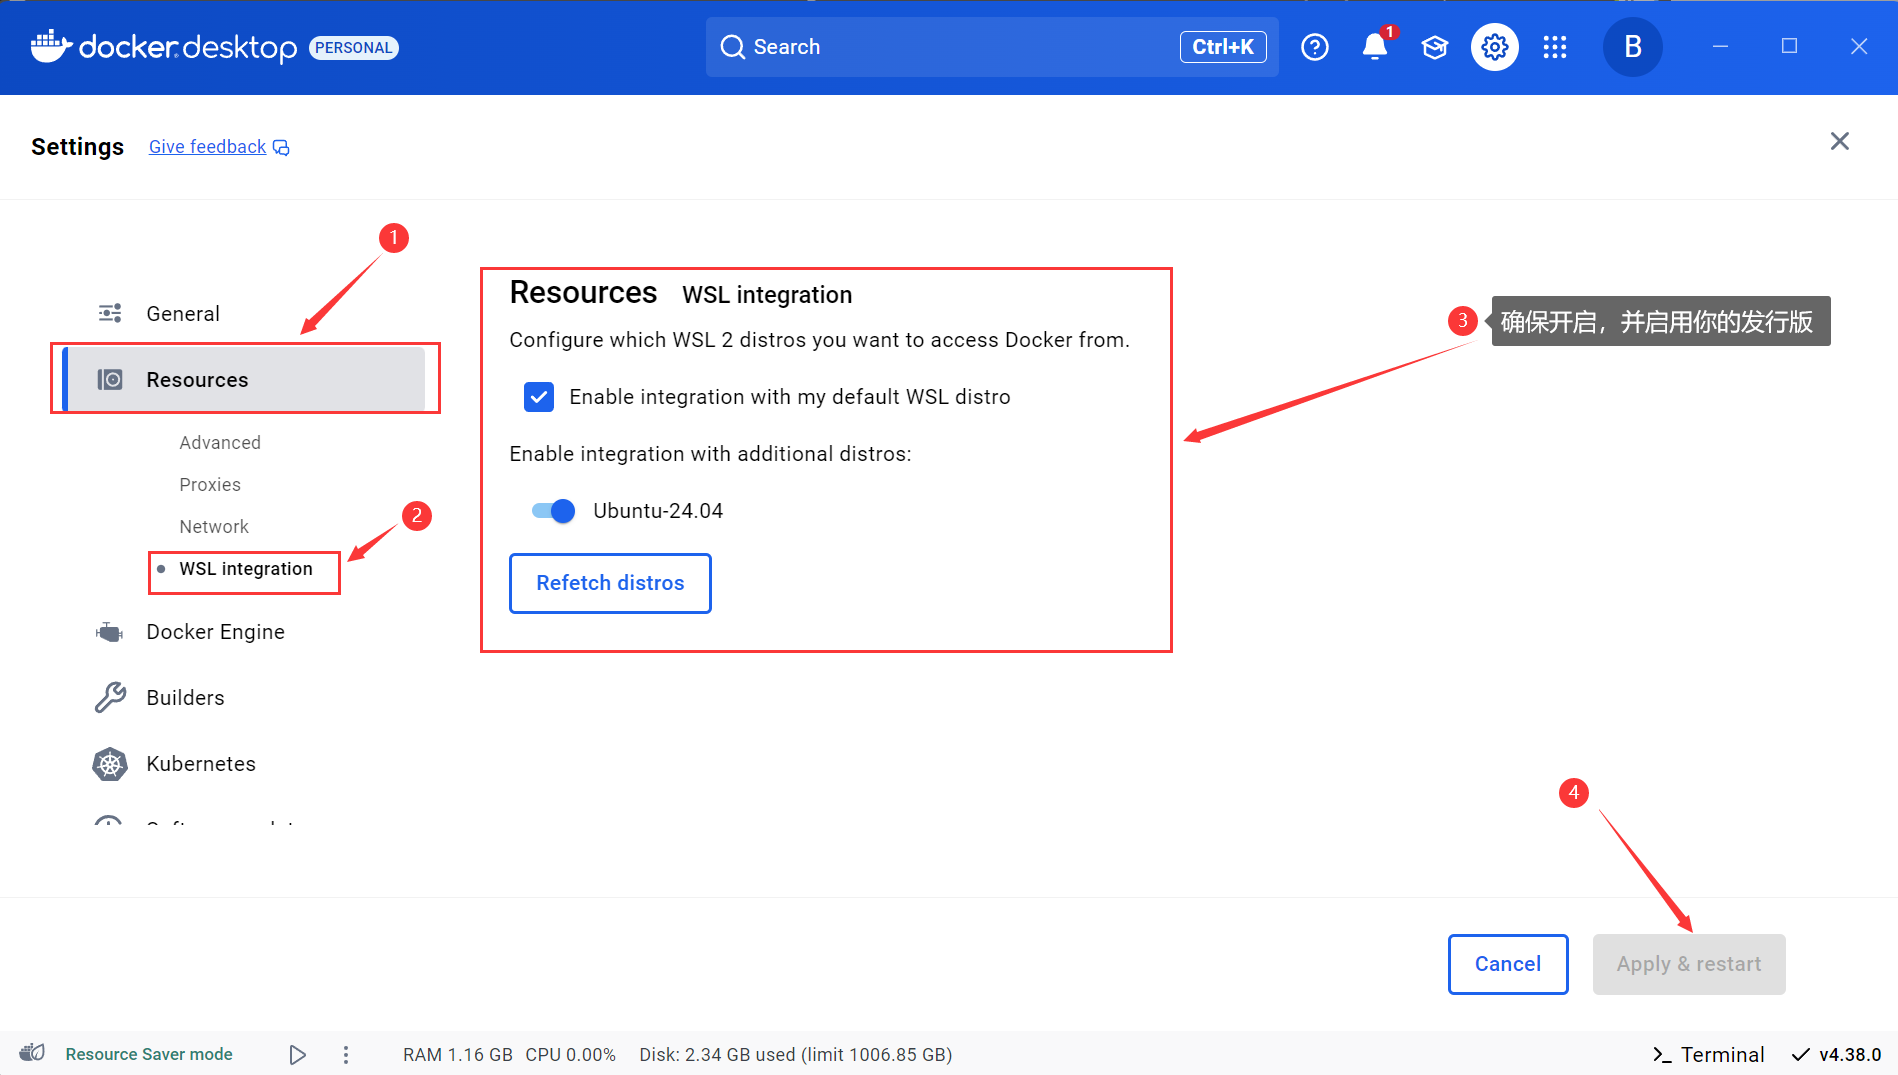 docker desktop PERSONAL
Search
Ctrl+K
1
B
Settings
Give feedback
1
General
Resources
Advanced
Proxies
Network
2
WSL integration
Docker Engine
Builders
Kubernetes
Resources WSL integration
Configure which WSL 2 distros you want to access Docker from.
Enable integration with my default WSL distro
Enable integration with additional distros:
Ubuntu-24.04
Refetch distros
3
确保开启，并启用你的发行版
4
Cancel
Apply & restart
Resource Saver mode
RAM 1.16 GB CPU 0.00% Disk: 2.34 GB used (limit 1006.85 GB)
Terminal
v4.38.0